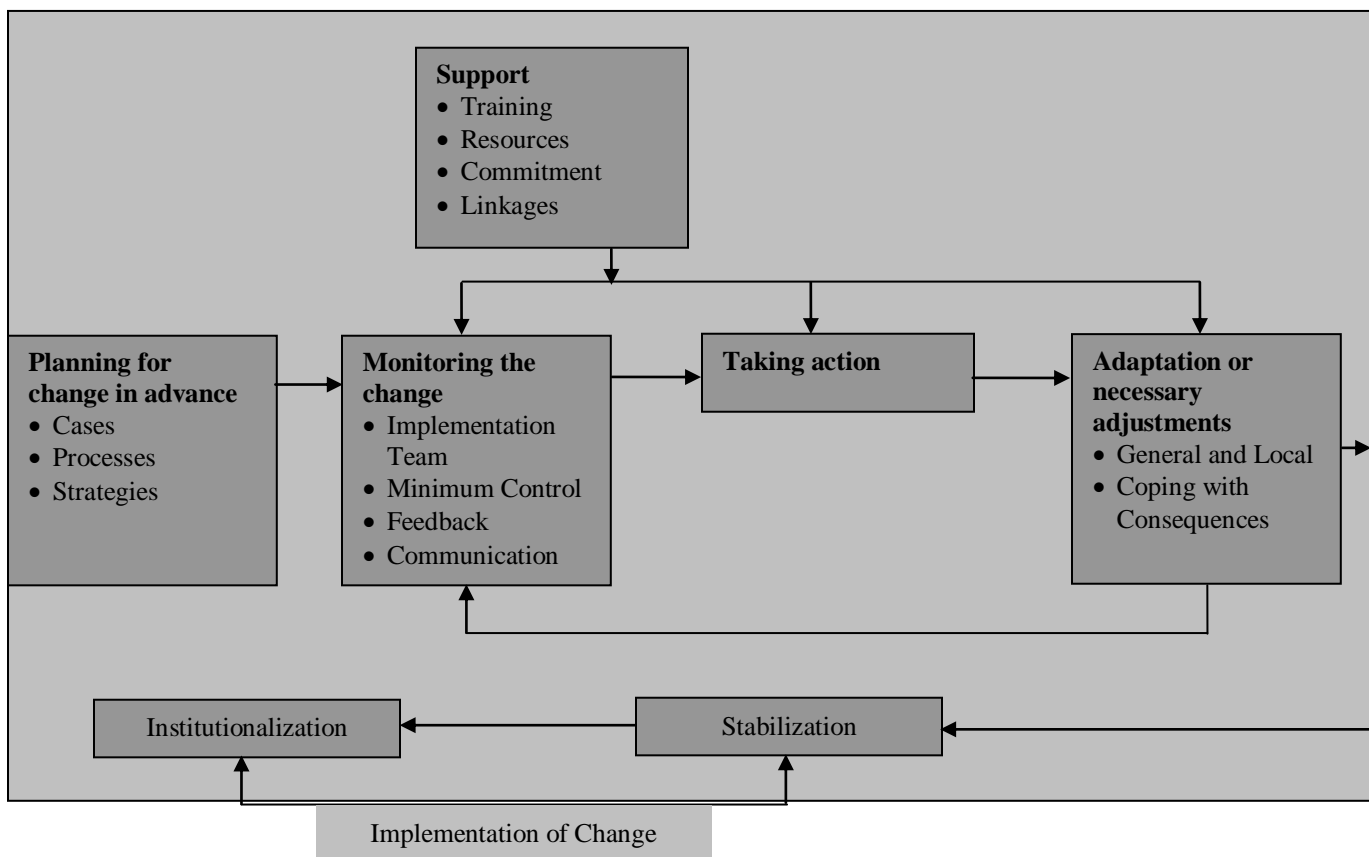 Support
• Training
• Resources
• Commitment
• Linkages
Planning for
change in advance
• Cases
• Processes
• Strategies
Monitoring the
change
• Implementation
Team
• Minimum Control
• Feedback
• Communication
Taking action
Adaptation or
necessary
adjustments
• General and Local
• Coping with
Consequences
Institutionalization
Stabilization
Implementation of Change